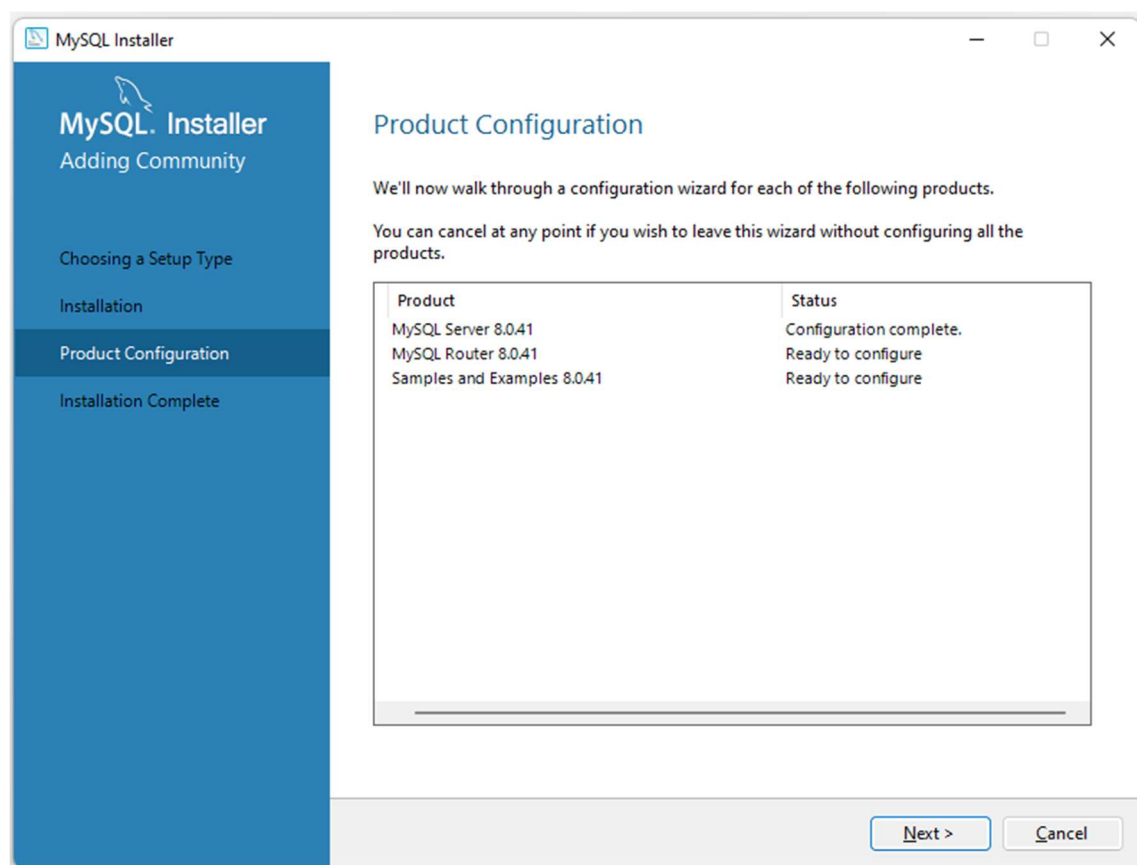 MySQL Installer
MySQL. Installer
Adding Community
Choosing a Setup Type
Installation
Product Configuration
Installation Complete
Product Configuration
We'll now walk through a configuration wizard for each of the following products.
You can cancel at any point if you wish to leave this wizard without configuring all the
products.
Product Status
MySQL Server 8.0.41 Configuration complete.
MySQL Router 8.0.41 Ready to configure
Samples and Examples 8.0.41 Ready to configure
Next > Cancel